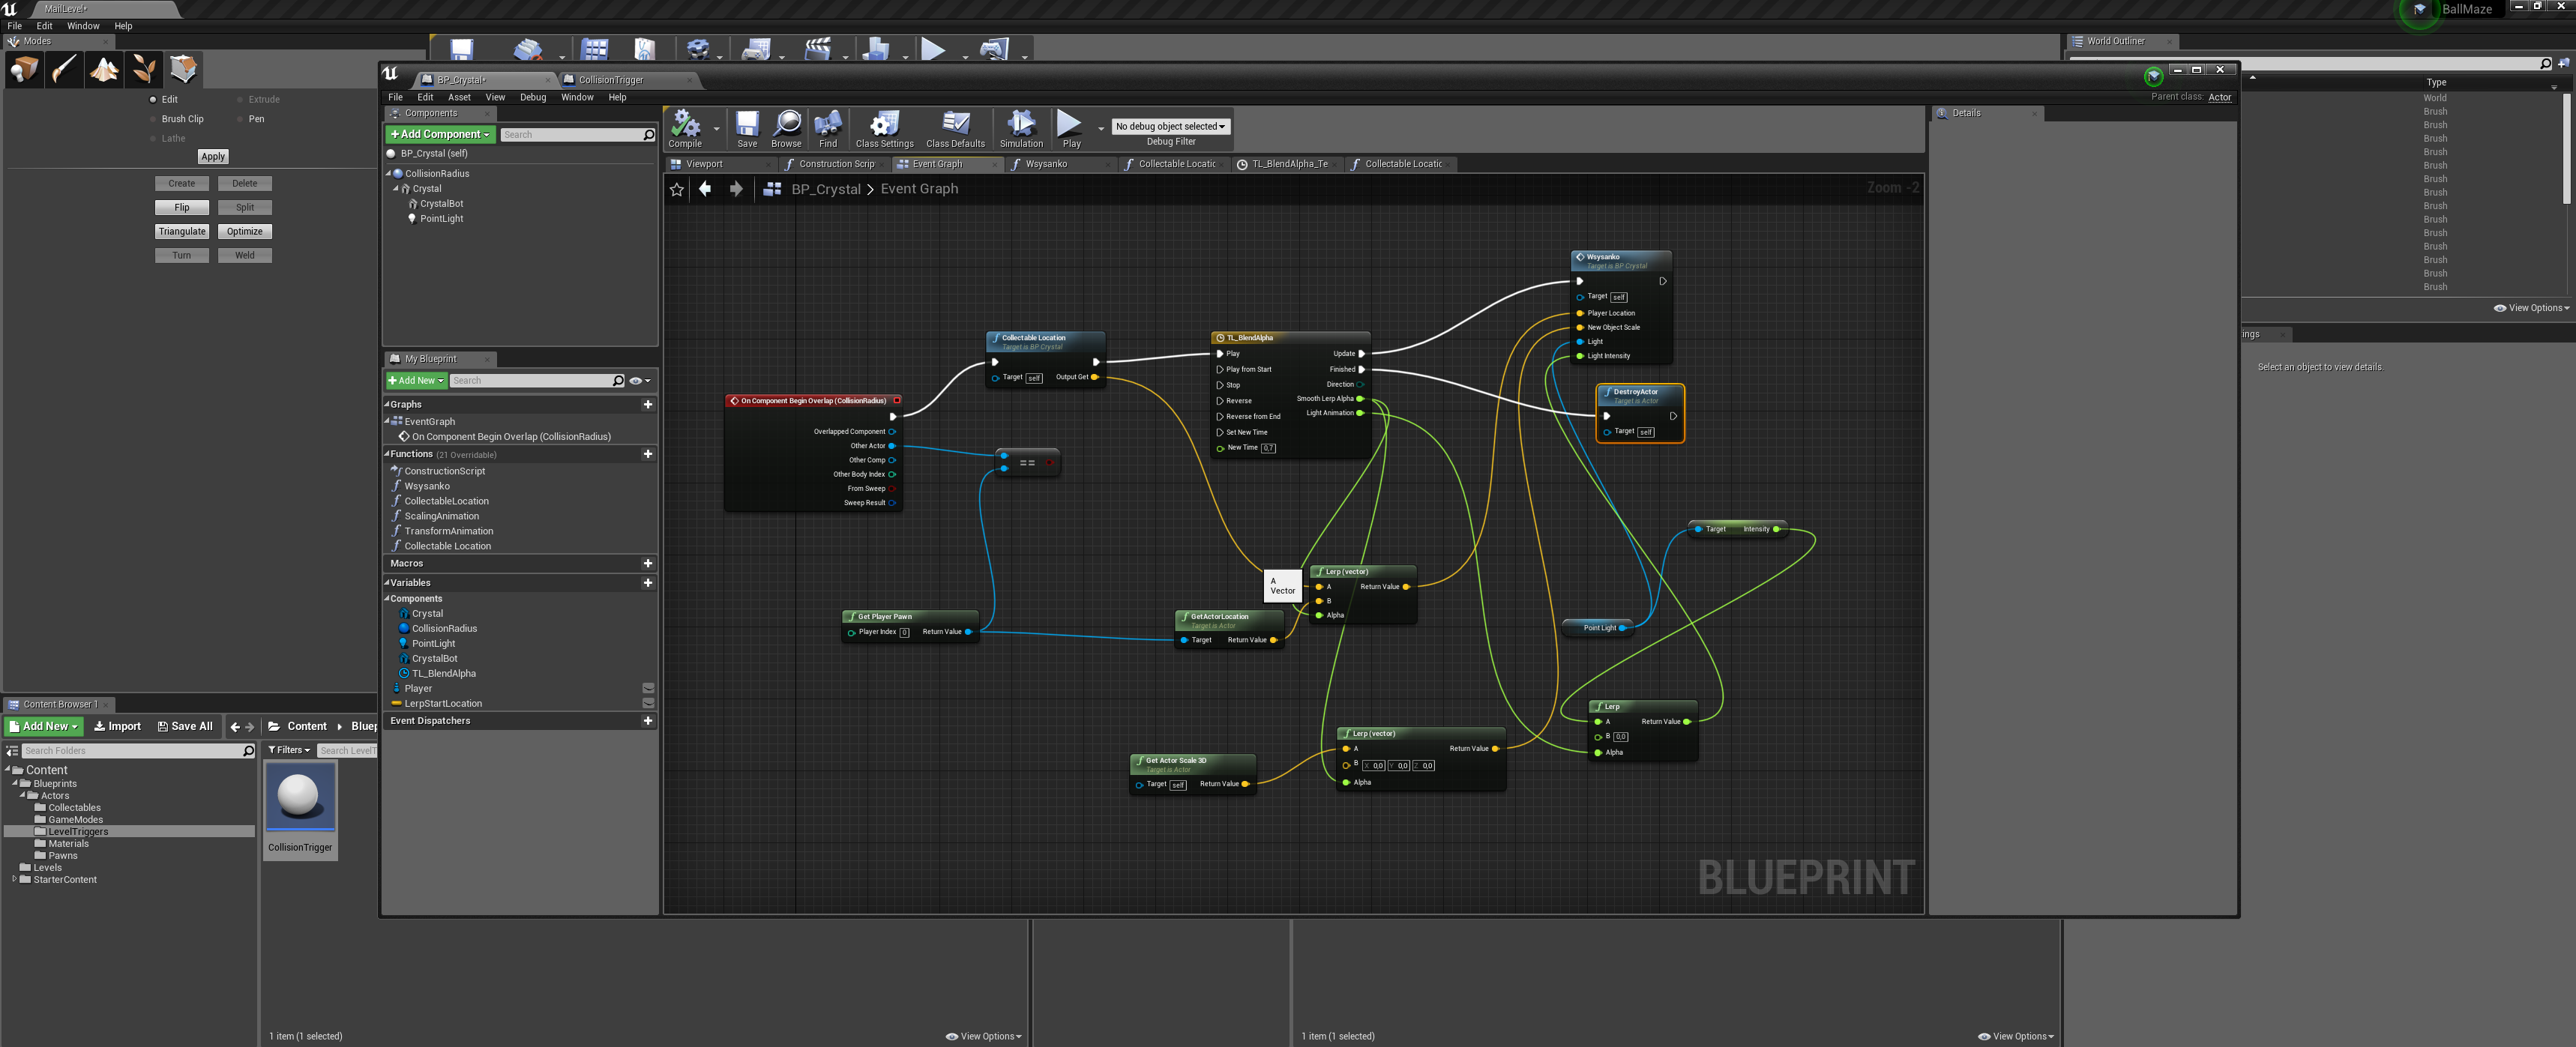 MailLevel*
BallMaze
File Edit Window Help
Modes
World Outliner
Edit
Extrude
Brush Clip
Pen
Lathe
Apply
Create
Delete
Flip
Split
Triangulate
Optimize
Turn
Weld
BP_Crystal*
CollisionTrigger
File Edit Asset View Debug Window Help
Parent class: Actor
Components
+Add Component
Search
BP_Crystal (self)
CollisionRadius
Crystal
CrystalBot
PointLight
Compile
Save
Browse
Find
Class Settings
Class Defaults
Simulation
Play
No debug object selected
Debug Filter
Viewport
Construction Scrip
Event Graph
Wsysanko
Collectable Locatic
TL_BlendAlpha_Te
Collectable Locatic
BP_Crystal > Event Graph
Zoom -2
My Blueprint
+Add New
Search
Graphs
EventGraph
On Component Begin Overlap (CollisionRadius)
Functions (21 Overridable)
ConstructionScript
Wsysanko
CollectableLocation
ScalingAnimation
TransformAnimation
Collectable Location
Macros
Variables
Components
Crystal
CollisionRadius
PointLight
CrystalBot
TL_BlendAlpha
Player
LerpStartLocation
Event Dispatchers
On Component Begin Overlap (CollisionRadius)
Overlapped Component
Other Actor
Other Comp
Other Body Index
From Sweep
Sweep Result
Collectable Location
Target is BP Crystal
Target self
Output Get
==
Get Player Pawn
Player Index 0
Return Value
TL_BlendAlpha
Play
Update
Play from Start
Finished
Stop
Direction
Reverse
Smooth Lerp Alpha
Reverse from End
Light Animation
Set New Time
New Time 0,7
Wsysanko
Target is BP Crystal
Target self
Player Location
New Object Scale
Light
Light Intensity
DestroyActor
Target is Actor
Target self
Target
Intensity
Point Light
A
Vector
Lerp (vector)
A
Return Value
B
Alpha
GetActorLocation
Target is Actor
Target
Return Value
Lerp (vector)
A
Return Value
B X 0,0 Y 0,0 Z 0,0
Alpha
Get Actor Scale 3D
Target is Actor
Target self
Return Value
Lerp
A
Return Value
B 0,0
Alpha
BLUEPRINT
Details
Type
World
Brush
Brush
Brush
Brush
Brush
Brush
Brush
Brush
Brush
Brush
Brush
Brush
Brush
Brush
View Options
ings
Select an object to view details.
Content Browser 1
Add New
Import
Save All
Content
Bluep
Search Folders
Filters
Search LevelT
Content
Blueprints
Actors
Collectables
GameModes
LevelTriggers
Materials
Pawns
Levels
StarterContent
CollisionTrigger
1 item (1 selected)
View Options
1 item (1 selected)
View Options